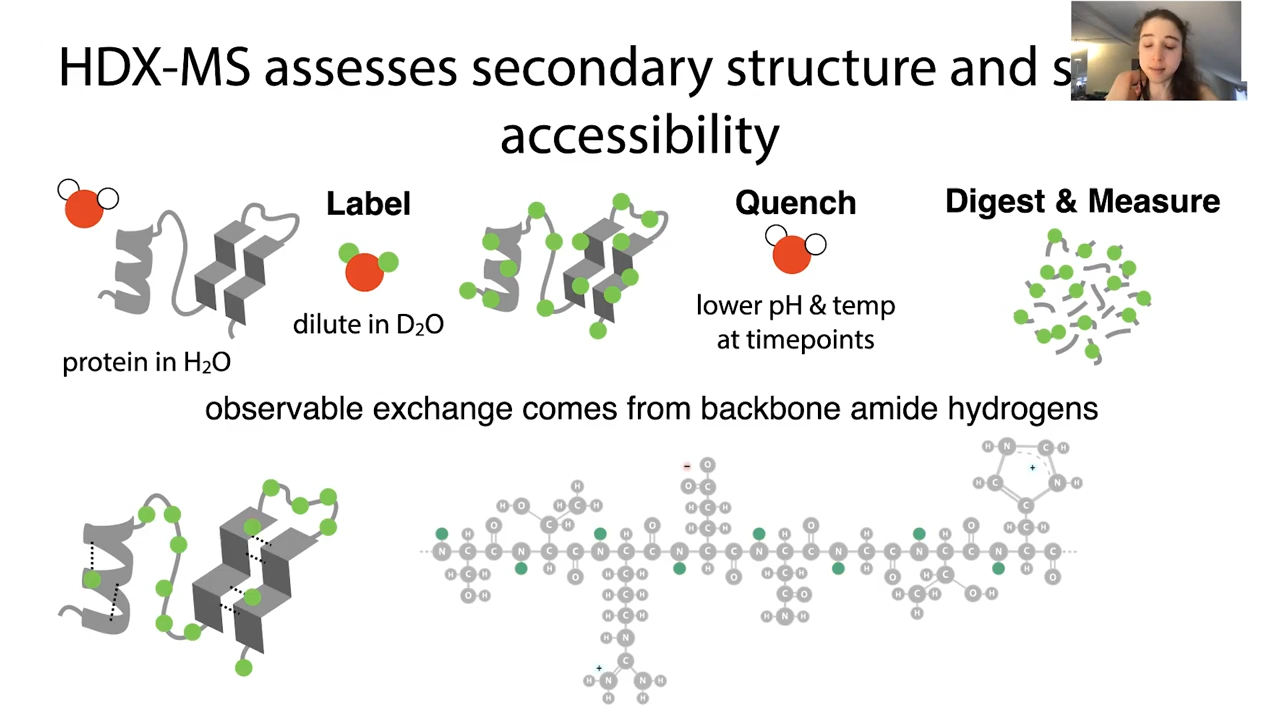 HDX-MS assesses secondary structure and s
accessibility
Label
Quench
Digest & Measure
dilute in D₂O
lower pH & temp
at timepoints
protein in H₂O
observable exchange comes from backbone amide hydrogens